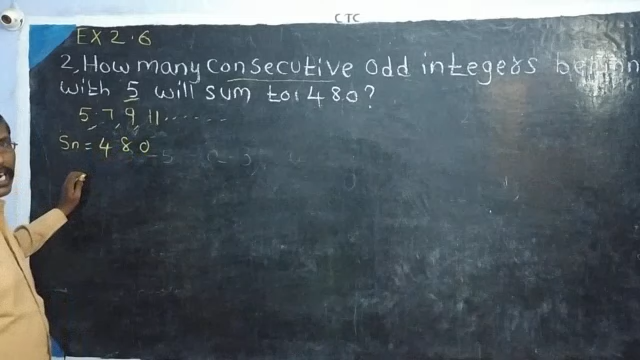 CTC
EX 2.6
2, How many consecutive odd integers beginn
with 5 will sum to 480?
5, 7, 9, 11 .......
Sn = 480